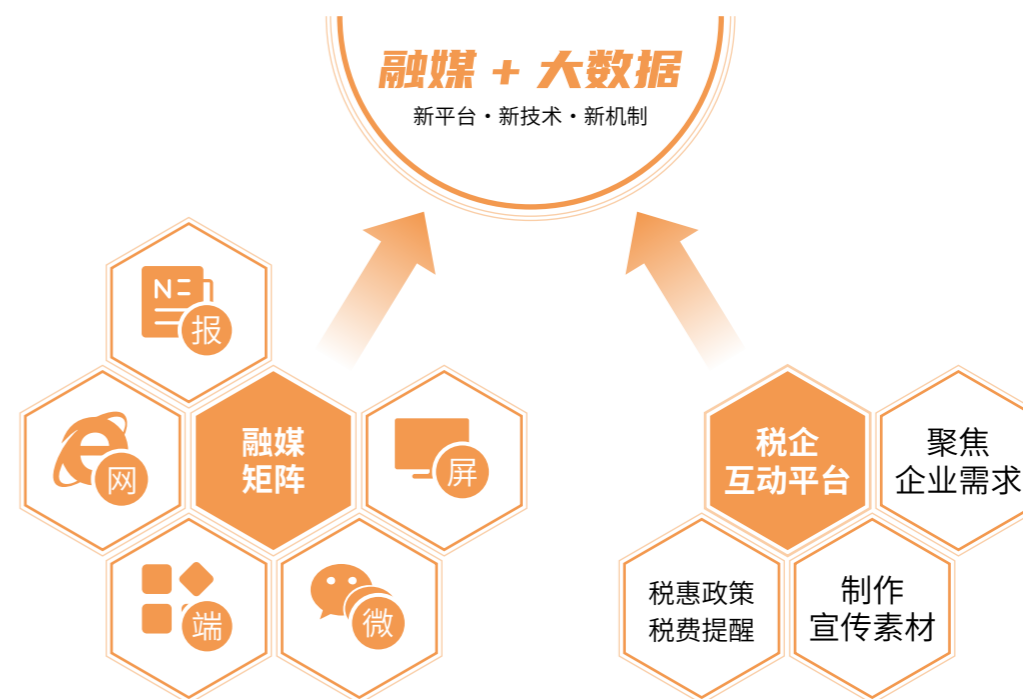 融媒 + 大数据
新平台·新技术·新机制
N
报
网
融媒
矩阵
屏
端
微
税企
互动平台
聚焦
企业需求
税惠政策
税费提醒
制作
宣传素材